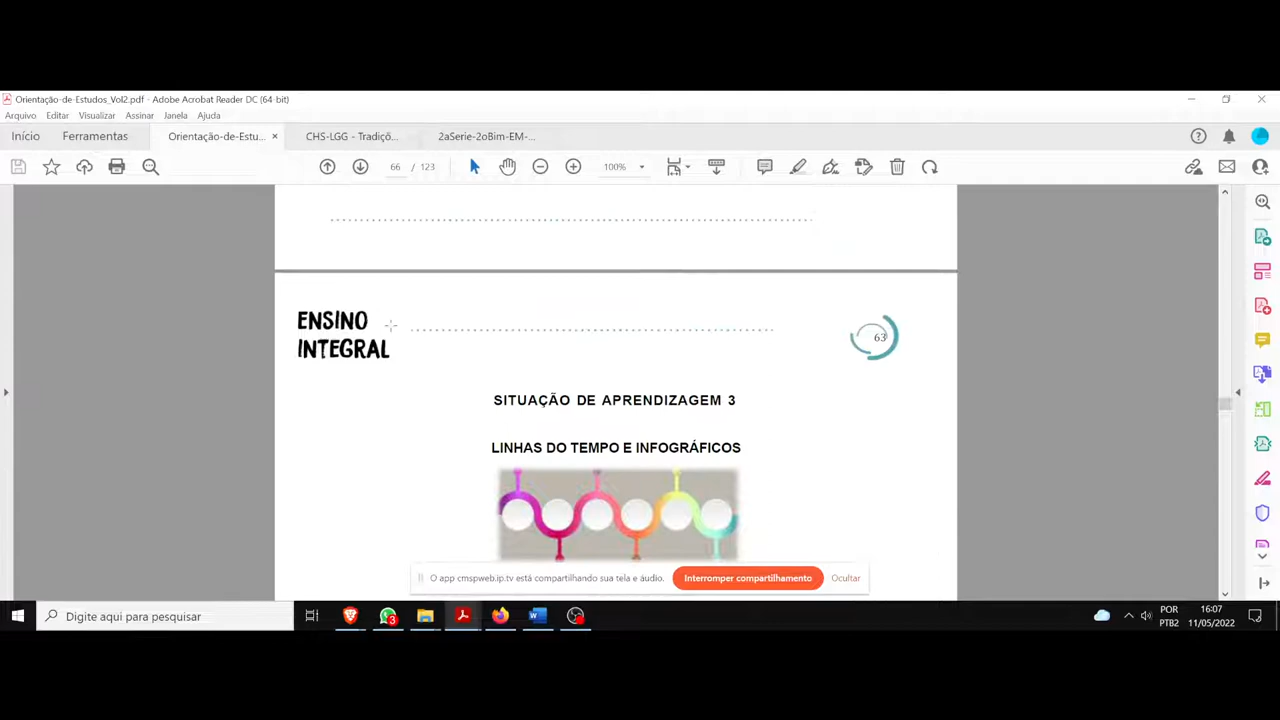 Orientação-de-Estudos_Vol2.pdf - Adobe Acrobat Reader DC (64-bit)
Arquivo Editar Visualizar Assinar Janela Ajuda
Início Ferramentas Orientação-de-Estu... × CHS-LGG - Tradiçõ... 2aSerie-2oBim-EM-...
66 / 123 100%
ENSINO
INTEGRAL
63
SITUAÇÃO DE APRENDIZAGEM 3
LINHAS DO TEMPO E INFOGRÁFICOS
O app cmspweb.ip.tv está compartilhando sua tela e áudio. Interromper compartilhamento Ocultar
Digite aqui para pesquisar
3
POR
PTB2
16:07
11/05/2022